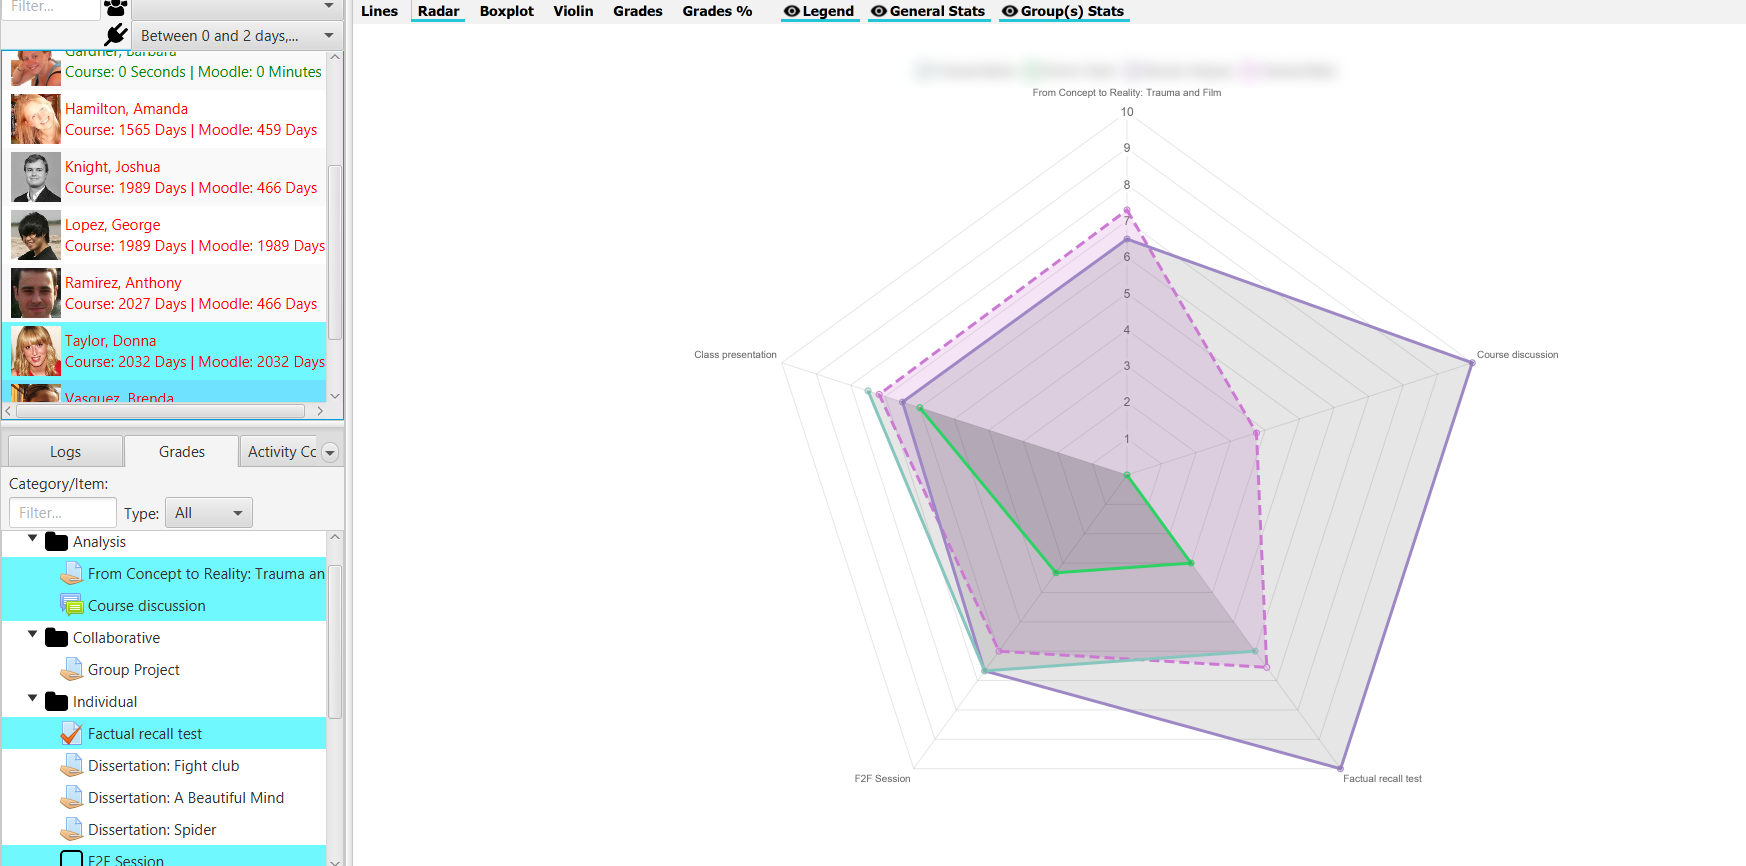 Filter...
Between 0 and 2 days,...
Gardner, Barbara
Course: 0 Seconds | Moodle: 0 Minutes
Hamilton, Amanda
Course: 1565 Days | Moodle: 459 Days
Knight, Joshua
Course: 1989 Days | Moodle: 466 Days
Lopez, George
Course: 1989 Days | Moodle: 1989 Days
Ramirez, Anthony
Course: 2027 Days | Moodle: 466 Days
Taylor, Donna
Course: 2032 Days | Moodle: 2032 Days
Vasquez, Brenda
Logs Grades Activity Cc
Category/Item:
Filter... Type: All
Analysis
From Concept to Reality: Trauma an
Course discussion
Collaborative
Group Project
Individual
Factual recall test
Dissertation: Fight club
Dissertation: A Beautiful Mind
Dissertation: Spider
F2F Session
Lines Radar Boxplot Violin Grades Grades % Legend General Stats Group(s) Stats
From Concept to Reality: Trauma and Film
10
9
8
7
6
5
4
3
2
1
Class presentation
Course discussion
F2F Session
Factual recall test